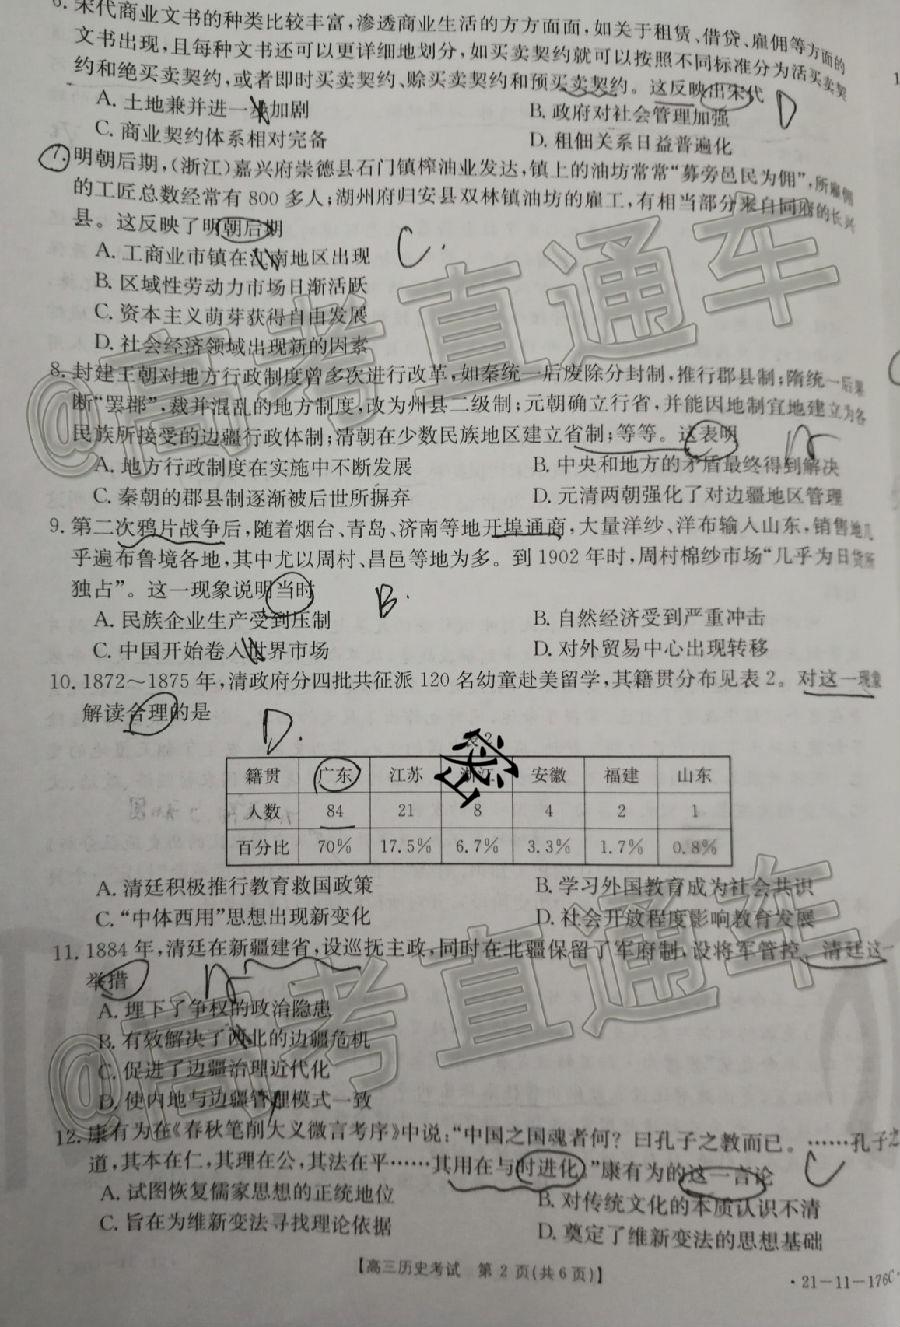 6. 宋代商业文书的种类比较丰富,渗透商业生活的方方面面,如关于租赁、借贷、雇佣等方面的
文书出现,且每种文书还可以更详细地划分,如买卖契约就可以按照不同标准分为活买卖契
约和绝买卖契约,或者即时买卖契约、赊买卖契约和预买卖契约。这反映出宋代
D
A. 土地兼并进一步加剧
B. 政府对社会管理加强
C. 商业契约体系相对完备
D. 租佃关系日益普遍化
7. 明朝后期,(浙江)嘉兴府崇德县石门镇榨油业发达,镇上的油坊常常“募旁邑民为佣”,所雇佣
的工匠总数经常有 800 多人;湖州府归安县双林镇油坊的雇工,有相当部分来自同府的长兴
县。这反映了明朝后期
C.
A. 工商业市镇在江南地区出现
B. 区域性劳动力市场日渐活跃
C. 资本主义萌芽获得自由发展
D. 社会经济领域出现新的因素
8. 封建王朝对地方行政制度曾多次进行改革,如秦统一后废除分封制,推行郡县制;隋统一后果
断“罢郡”,裁并混乱的地方制度,改为州县二级制;元朝确立行省,并能因地制宜地建立为各
民族所接受的边疆行政体制;清朝在少数民族地区建立省制;等等。这表明
A. 地方行政制度在实施中不断发展
B. 中央和地方的矛盾最终得到解决
C. 秦朝的郡县制逐渐被后世所摒弃
D. 元清两朝强化了对边疆地区管理
9. 第二次鸦片战争后,随着烟台、青岛、济南等地开埠通商,大量洋纱、洋布输入山东,销售地几
乎遍布鲁境各地,其中尤以周村、昌邑等地为多。到 1902 年时,周村棉纱市场“几乎为日货所
独占”。这一现象说明当时
B.
A. 民族企业生产受到压制
B. 自然经济受到严重冲击
C. 中国开始卷入世界市场
D. 对外贸易中心出现转移
10. 1872～1875 年,清政府分四批共征派 120 名幼童赴美留学,其籍贯分布见表 2。对这一现象
解读合理的是
D.
表 2
密
籍贯 广东 江苏 浙江 安徽 福建 山东
人数 84 21 8 4 2 1
百分比 70% 17.5% 6.7% 3.3% 1.7% 0.8%
A. 清廷积极推行教育救国政策
B. 学习外国教育成为社会共识
C. “中体西用”思想出现新变化
D. 社会开放程度影响教育发展
11. 1884 年,清廷在新疆建省,设巡抚主政,同时在北疆保留了军府制,设将军管控。清廷这一
举措
A. 埋下了争权的政治隐患
B. 有效解决了西北的边疆危机
C. 促进了边疆治理近代化
D. 使内地与边疆管理模式一致
12. 康有为在《春秋笔削大义微言考序》中说:“中国之国魂者何?曰孔子之教而已。……孔子之
道,其本在仁,其理在公,其法在平……其用在与时进化。”康有为的这一言论
C
A. 试图恢复儒家思想的正统地位
B. 对传统文化的本质认识不清
C. 旨在为维新变法寻找理论依据
D. 奠定了维新变法的思想基础
【高三历史考试 第 2 页(共 6 页)】
·21-11-176C·
@高考直通车
@高考直通车